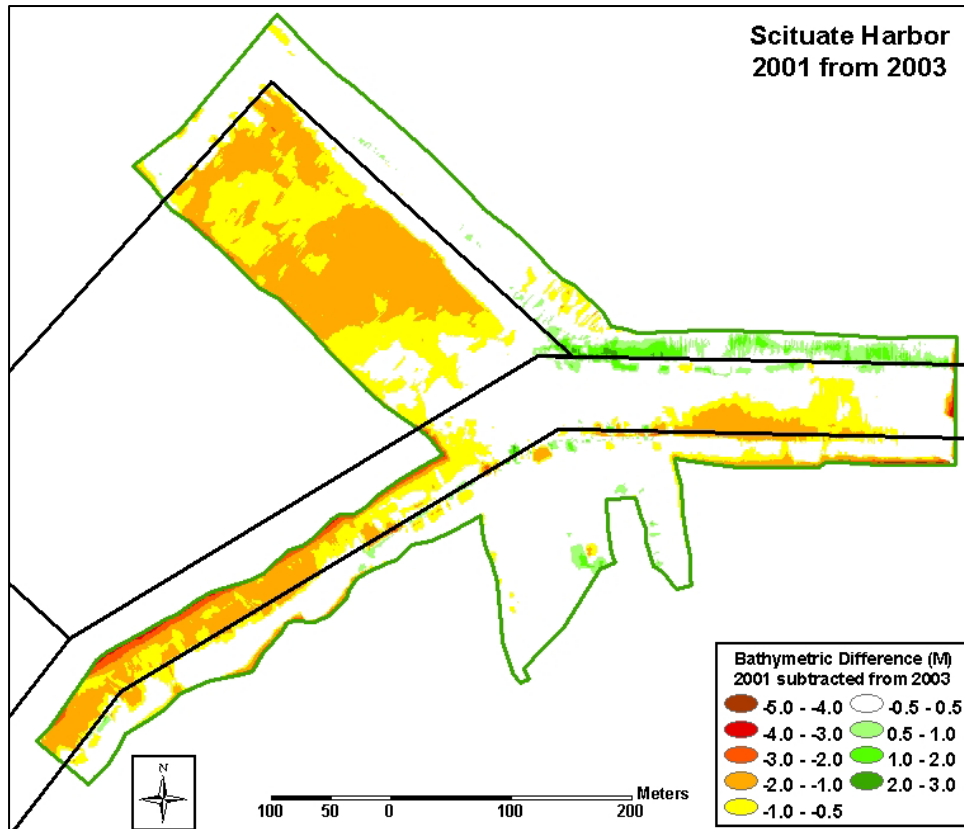 Scituate Harbor
2001 from 2003
Bathymetric Difference (M)
2001 subtracted from 2003
-5.0 - -4.0
-4.0 - -3.0
-3.0 - -2.0
-2.0 - -1.0
-1.0 - -0.5
-0.5 - 0.5
0.5 - 1.0
1.0 - 2.0
2.0 - 3.0
N
Meters
100 50 0 100 200